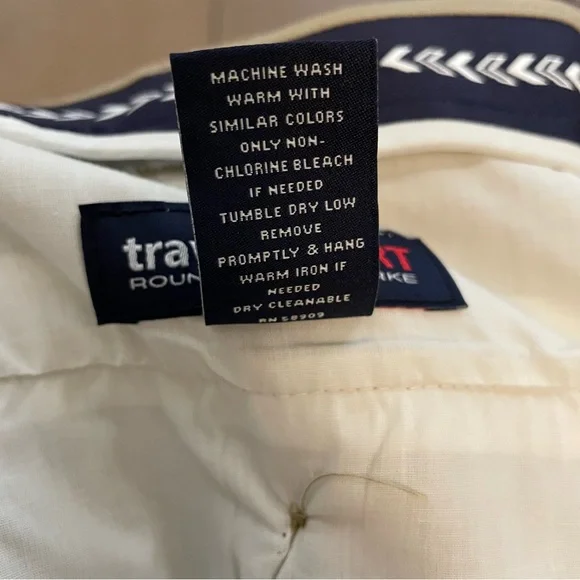 MACHINE WASH
WARM WITH
SIMILAR COLORS
ONLY NON-
CHLORINE BLEACH
IF NEEDED
TUMBLE DRY LOW
REMOVE
PROMPTLY & HANG
WARM IRON IF
NEEDED
DRY CLEANABLE
RN 58909